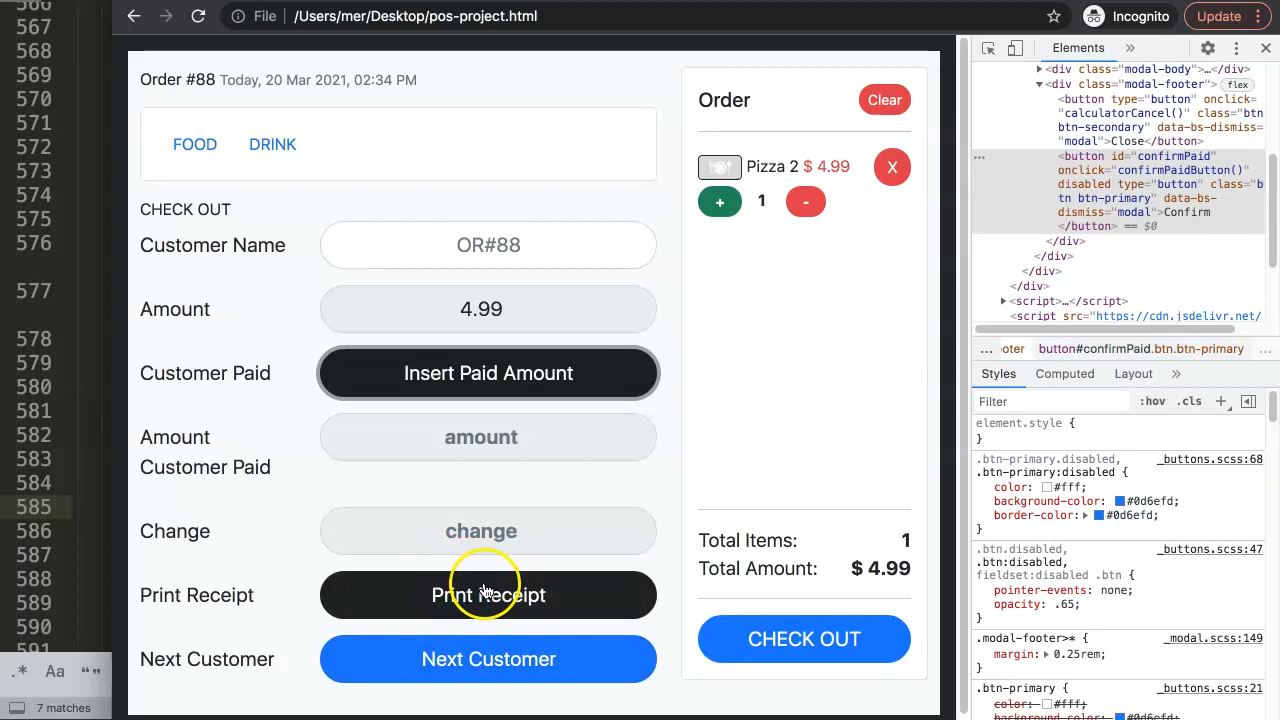 566
567
568
569
570
571
572
573
574
575
576
577
578
579
580
581
582
583
584
585
586
587
588
589
590
591
.* Aa “”
7 matches
File /Users/mer/Desktop/pos-project.html
Incognito
Update
Order #88 Today, 20 Mar 2021, 02:34 PM
FOOD DRINK
CHECK OUT
Customer Name OR#88
Amount 4.99
Customer Paid Insert Paid Amount
Amount Customer Paid amount
Change change
Print Receipt Print Receipt
Next Customer Next Customer
Order Clear
Pizza 2 $ 4.99 X
+ 1 -
Total Items: 1
Total Amount: $ 4.99
CHECK OUT
Elements »
<div class="modal-body">…</div>
<div class="modal-footer"> flex
<button type="button" onclick=
"calculatorCancel()" class="btn
btn-secondary" data-bs-dismiss=
"modal">Close</button>
… <button id="confirmPaid"
onclick="confirmPaidButton()"
disabled type="button" class="b
tn btn-primary" data-bs-
dismiss="modal">Confirm
</button> == $0
</div>
</div>
</div>
</div>
<script>…</script>
<script src="https://cdn.jsdelivr.net/
... ooter button#confirmPaid.btn.btn-primary ...
Styles Computed Layout »
Filter :hov .cls +
element.style {
}
.btn-primary.disabled, _buttons.scss:68
.btn-primary:disabled {
color: #fff;
background-color: #0d6efd;
border-color: #0d6efd;
}
.btn.disabled, _buttons.scss:47
.btn:disabled,
fieldset:disabled .btn {
pointer-events: none;
opacity: .65;
}
.modal-footer>* { _modal.scss:149
margin: 0.25rem;
}
.btn-primary { _buttons.scss:21
color: #fff;
background-color: #0d6efd;